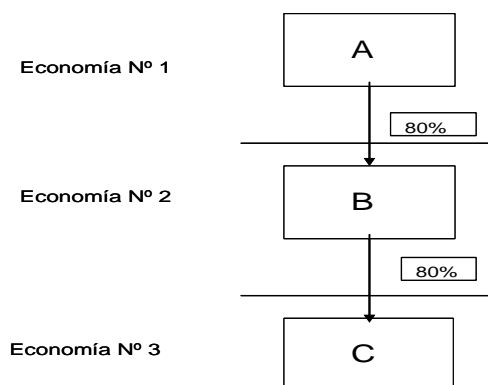 A
Economía Nº 1
80%
Economía Nº 2
B
80%
Economía Nº 3
C